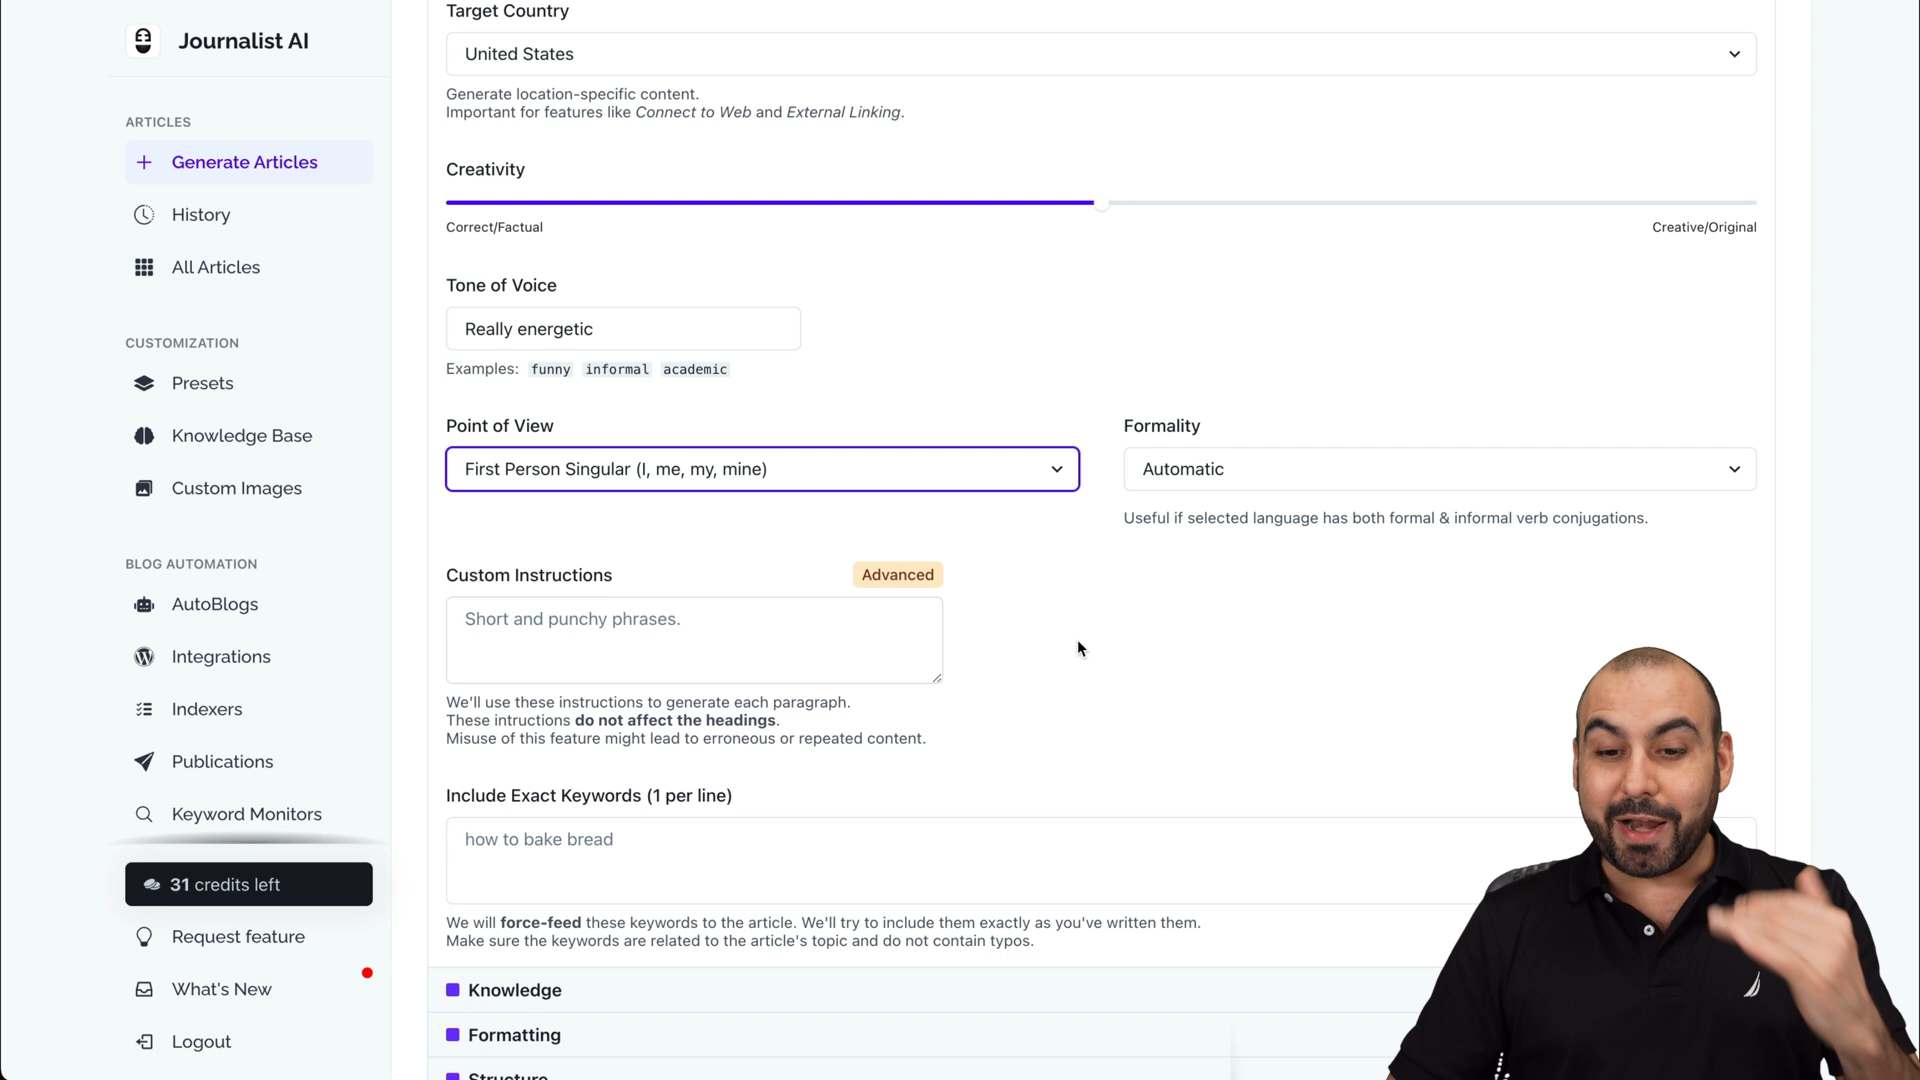 Journalist AI
ARTICLES
Generate Articles
History
All Articles
CUSTOMIZATION
Presets
Knowledge Base
Custom Images
BLOG AUTOMATION
AutoBlogs
Integrations
Indexers
Publications
Keyword Monitors
31 credits left
Request feature
What's New
Logout
Target Country
United States
Generate location-specific content.
Important for features like Connect to Web and External Linking.
Creativity
Correct/Factual
Creative/Original
Tone of Voice
Really energetic
Examples: funny informal academic
Point of View
First Person Singular (I, me, my, mine)
Formality
Automatic
Useful if selected language has both formal & informal verb conjugations.
Custom Instructions
Advanced
Short and punchy phrases.
We'll use these instructions to generate each paragraph.
These intructions do not affect the headings.
Misuse of this feature might lead to erroneous or repeated content.
Include Exact Keywords (1 per line)
how to bake bread
We will force-feed these keywords to the article. We'll try to include them exactly as you've written them.
Make sure the keywords are related to the article's topic and do not contain typos.
Knowledge
Formatting
Structure